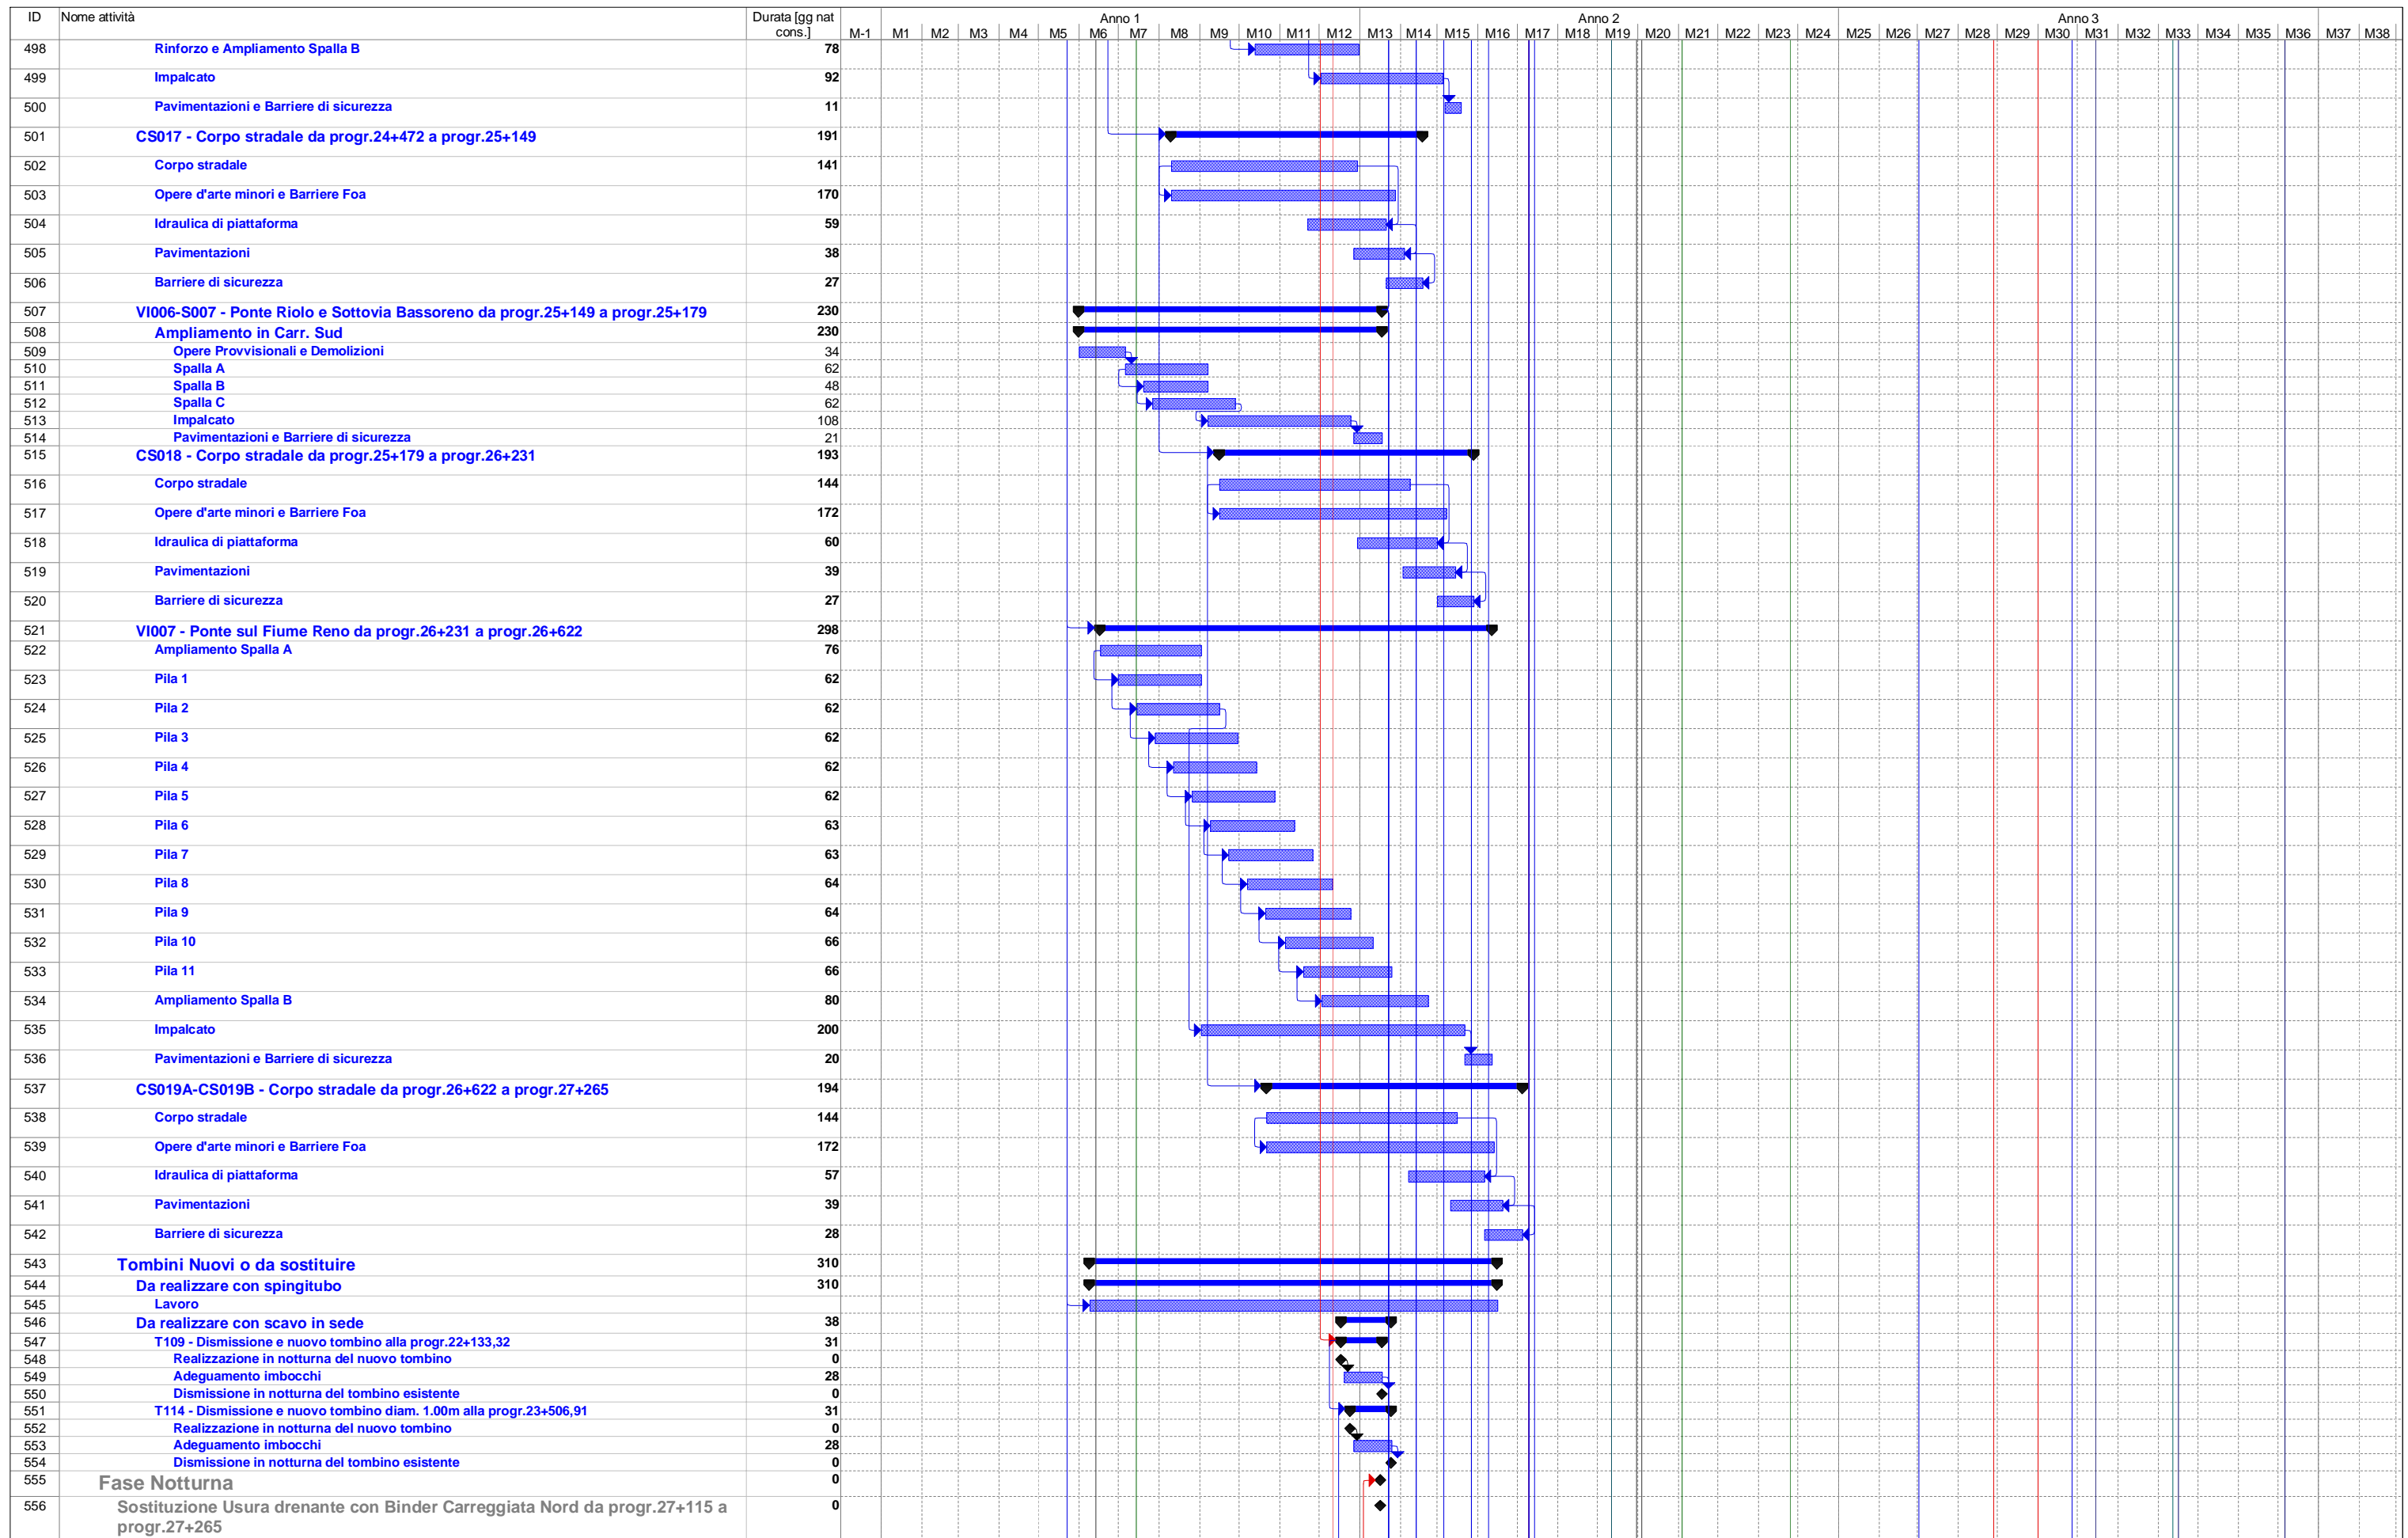 ID Nome attività Durata [gg nat cons.] Anno 1 Anno 2 Anno 3
M-1 M1 M2 M3 M4 M5 M6 M7 M8 M9 M10 M11 M12 M13 M14 M15 M16 M17 M18 M19 M20 M21 M22 M23 M24 M25 M26 M27 M28 M29 M30 M31 M32 M33 M34 M35 M36 M37 M38
498 Rinforzo e Ampliamento Spalla B 78
499 Impalcato 92
500 Pavimentazioni e Barriere di sicurezza 11
501 CS017 - Corpo stradale da progr.24+472 a progr.25+149 191
502 Corpo stradale 141
503 Opere d'arte minori e Barriere Foa 170
504 Idraulica di piattaforma 59
505 Pavimentazioni 38
506 Barriere di sicurezza 27
507 VI006-S007 - Ponte Riolo e Sottovia Bassoreno da progr.25+149 a progr.25+179 230
508 Ampliamento in Carr. Sud 230
509 Opere Provvisionali e Demolizioni 34
510 Spalla A 62
511 Spalla B 48
512 Spalla C 62
513 Impalcato 108
514 Pavimentazioni e Barriere di sicurezza 21
515 CS018 - Corpo stradale da progr.25+179 a progr.26+231 193
516 Corpo stradale 144
517 Opere d'arte minori e Barriere Foa 172
518 Idraulica di piattaforma 60
519 Pavimentazioni 39
520 Barriere di sicurezza 27
521 VI007 - Ponte sul Fiume Reno da progr.26+231 a progr.26+622 298
522 Ampliamento Spalla A 76
523 Pila 1 62
524 Pila 2 62
525 Pila 3 62
526 Pila 4 62
527 Pila 5 62
528 Pila 6 63
529 Pila 7 63
530 Pila 8 64
531 Pila 9 64
532 Pila 10 66
533 Pila 11 66
534 Ampliamento Spalla B 80
535 Impalcato 200
536 Pavimentazioni e Barriere di sicurezza 20
537 CS019A-CS019B - Corpo stradale da progr.26+622 a progr.27+265 194
538 Corpo stradale 144
539 Opere d'arte minori e Barriere Foa 172
540 Idraulica di piattaforma 57
541 Pavimentazioni 39
542 Barriere di sicurezza 28
543 Tombini Nuovi o da sostituire 310
544 Da realizzare con spingitubo 310
545 Lavoro 310
546 Da realizzare con scavo in sede 38
547 T109 - Dismissione e nuovo tombino alla progr.22+133,32 31
548 Realizzazione in notturna del nuovo tombino 0
549 Adeguamento imbocchi 28
550 Dismissione in notturna del tombino esistente 0
551 T114 - Dismissione e nuovo tombino diam. 1.00m alla progr.23+506,91 31
552 Realizzazione in notturna del nuovo tombino 0
553 Adeguamento imbocchi 28
554 Dismissione in notturna del tombino esistente 0
555 Fase Notturna 0
556 Sostituzione Usura drenante con Binder Carreggiata Nord da progr.27+115 a 0
progr.27+265